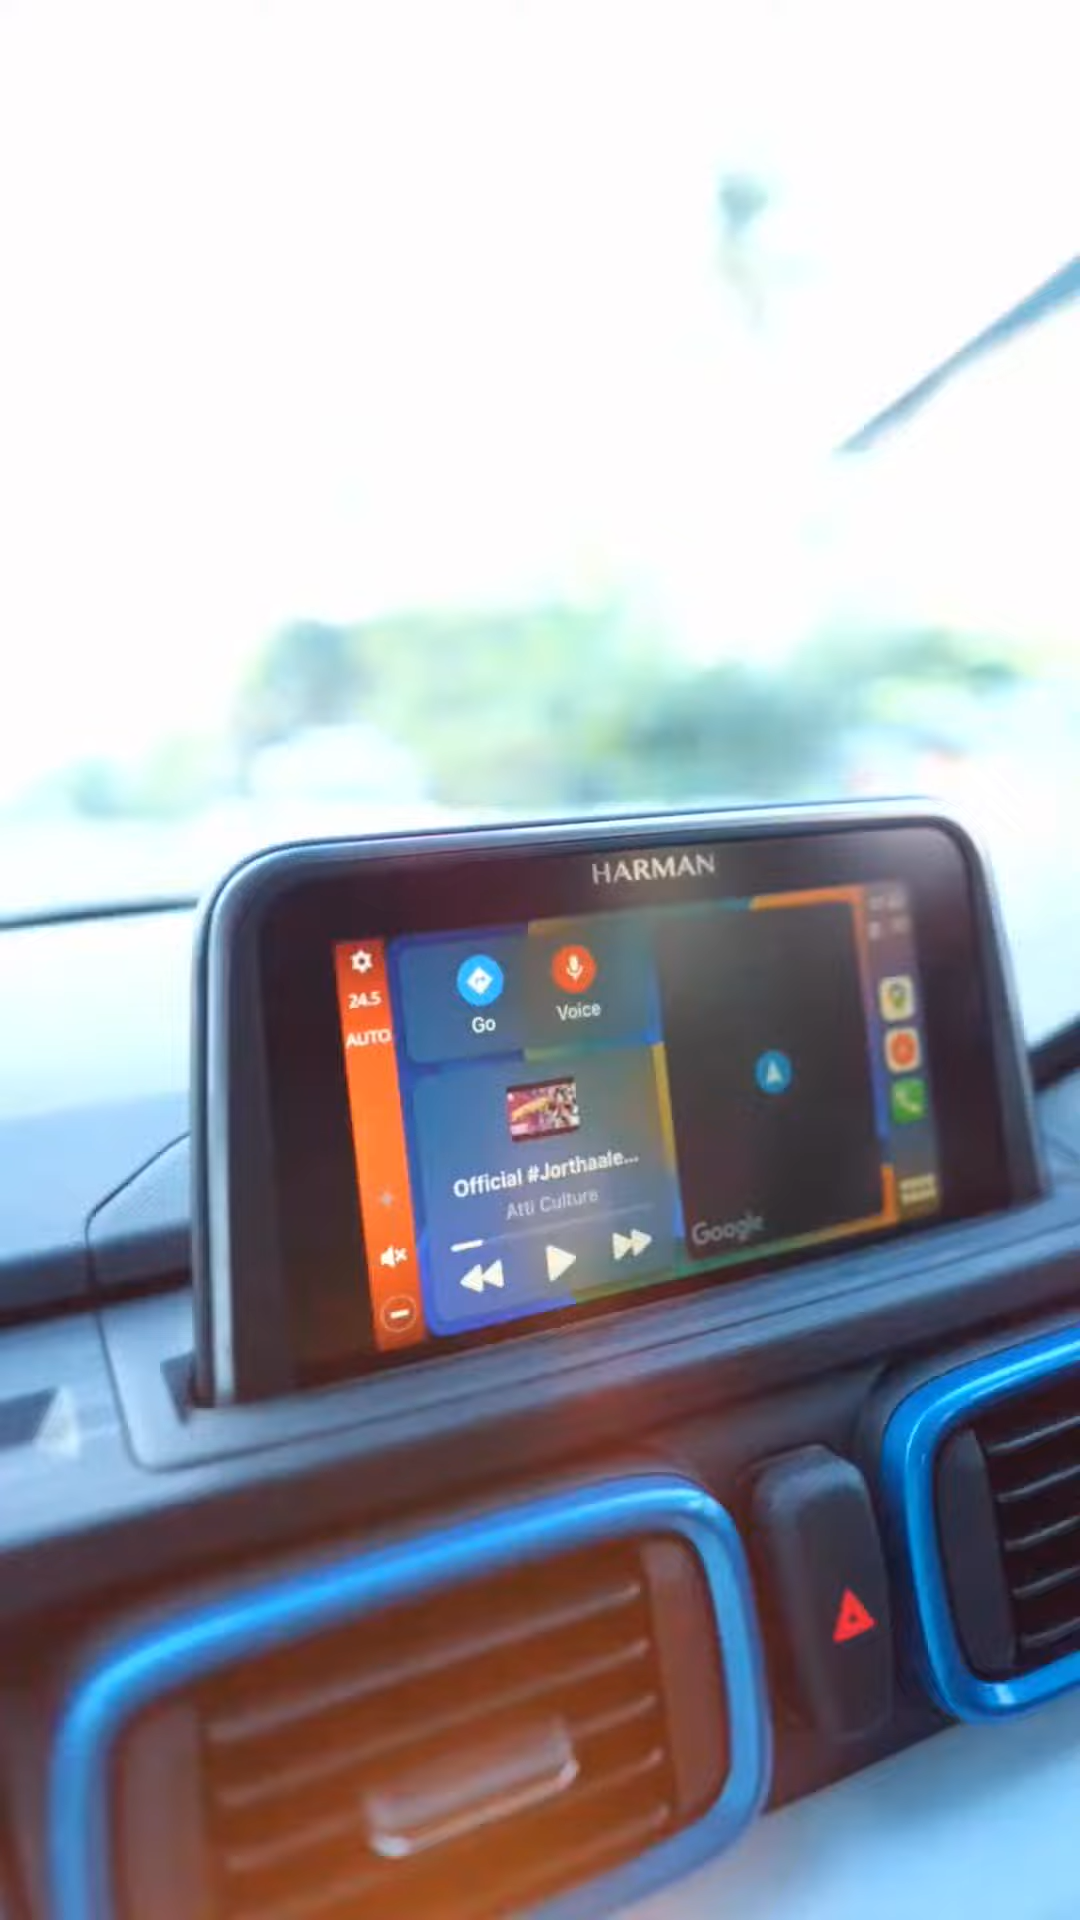 HARMAN
24.5
AUTO
Go
Voice
Official #Jorthaale...
Atti Culture
Google